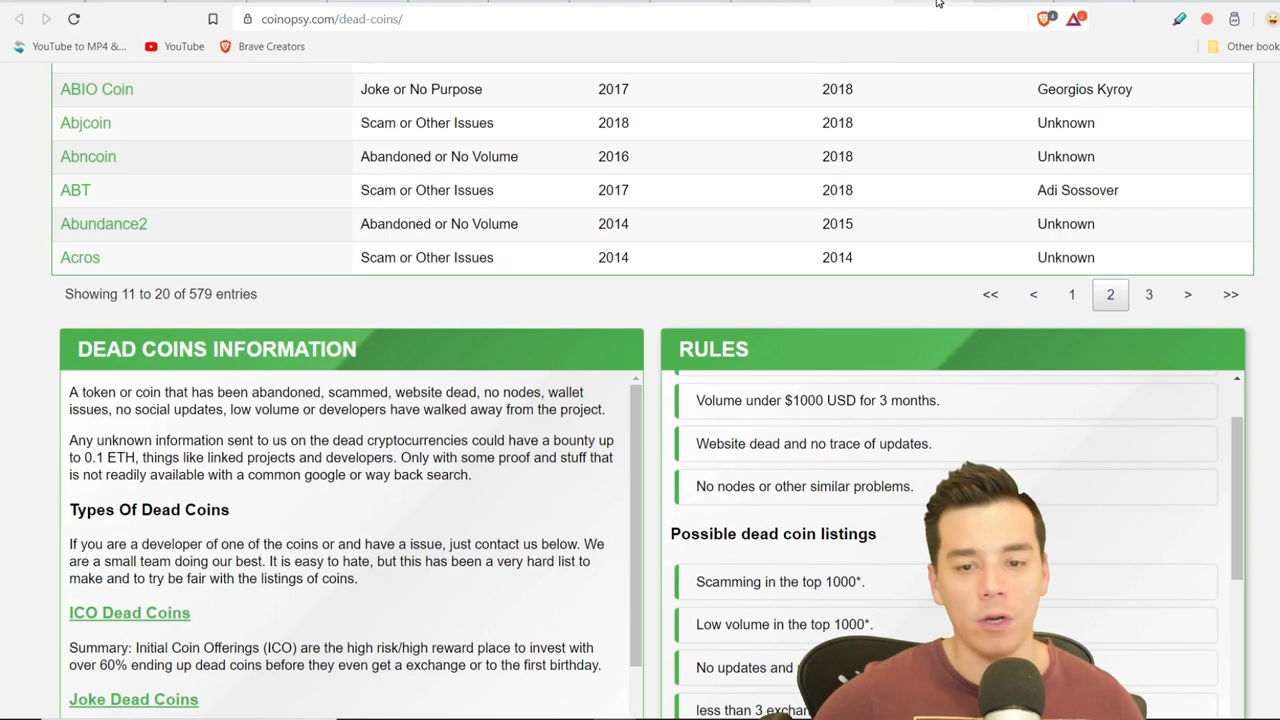 coinopsy.com/dead-coins/
4
2
YouTube to MP4 &...
YouTube
Brave Creators
Other book
ABIO Coin Joke or No Purpose 2017 2018 Georgios Kyroy
Abjcoin Scam or Other Issues 2018 2018 Unknown
Abncoin Abandoned or No Volume 2016 2018 Unknown
ABT Scam or Other Issues 2017 2018 Adi Sossover
Abundance2 Abandoned or No Volume 2014 2015 Unknown
Acros Scam or Other Issues 2014 2014 Unknown
Showing 11 to 20 of 579 entries
<< < 1 2 3 > >>
DEAD COINS INFORMATION
A token or coin that has been abandoned, scammed, website dead, no nodes, wallet
issues, no social updates, low volume or developers have walked away from the project.
Any unknown information sent to us on the dead cryptocurrencies could have a bounty up
to 0.1 ETH, things like linked projects and developers. Only with some proof and stuff that
is not readily available with a common google or way back search.
Types Of Dead Coins
If you are a developer of one of the coins or and have a issue, just contact us below. We
are a small team doing our best. It is easy to hate, but this has been a very hard list to
make and to try be fair with the listings of coins.
ICO Dead Coins
Summary: Initial Coin Offerings (ICO) are the high risk/high reward place to invest with
over 60% ending up dead coins before they even get a exchange or to the first birthday.
Joke Dead Coins
RULES
Volume under $1000 USD for 3 months.
Website dead and no trace of updates.
No nodes or other similar problems.
Possible dead coin listings
Scamming in the top 1000*.
Low volume in the top 1000*.
No updates and
less than 3 exchan